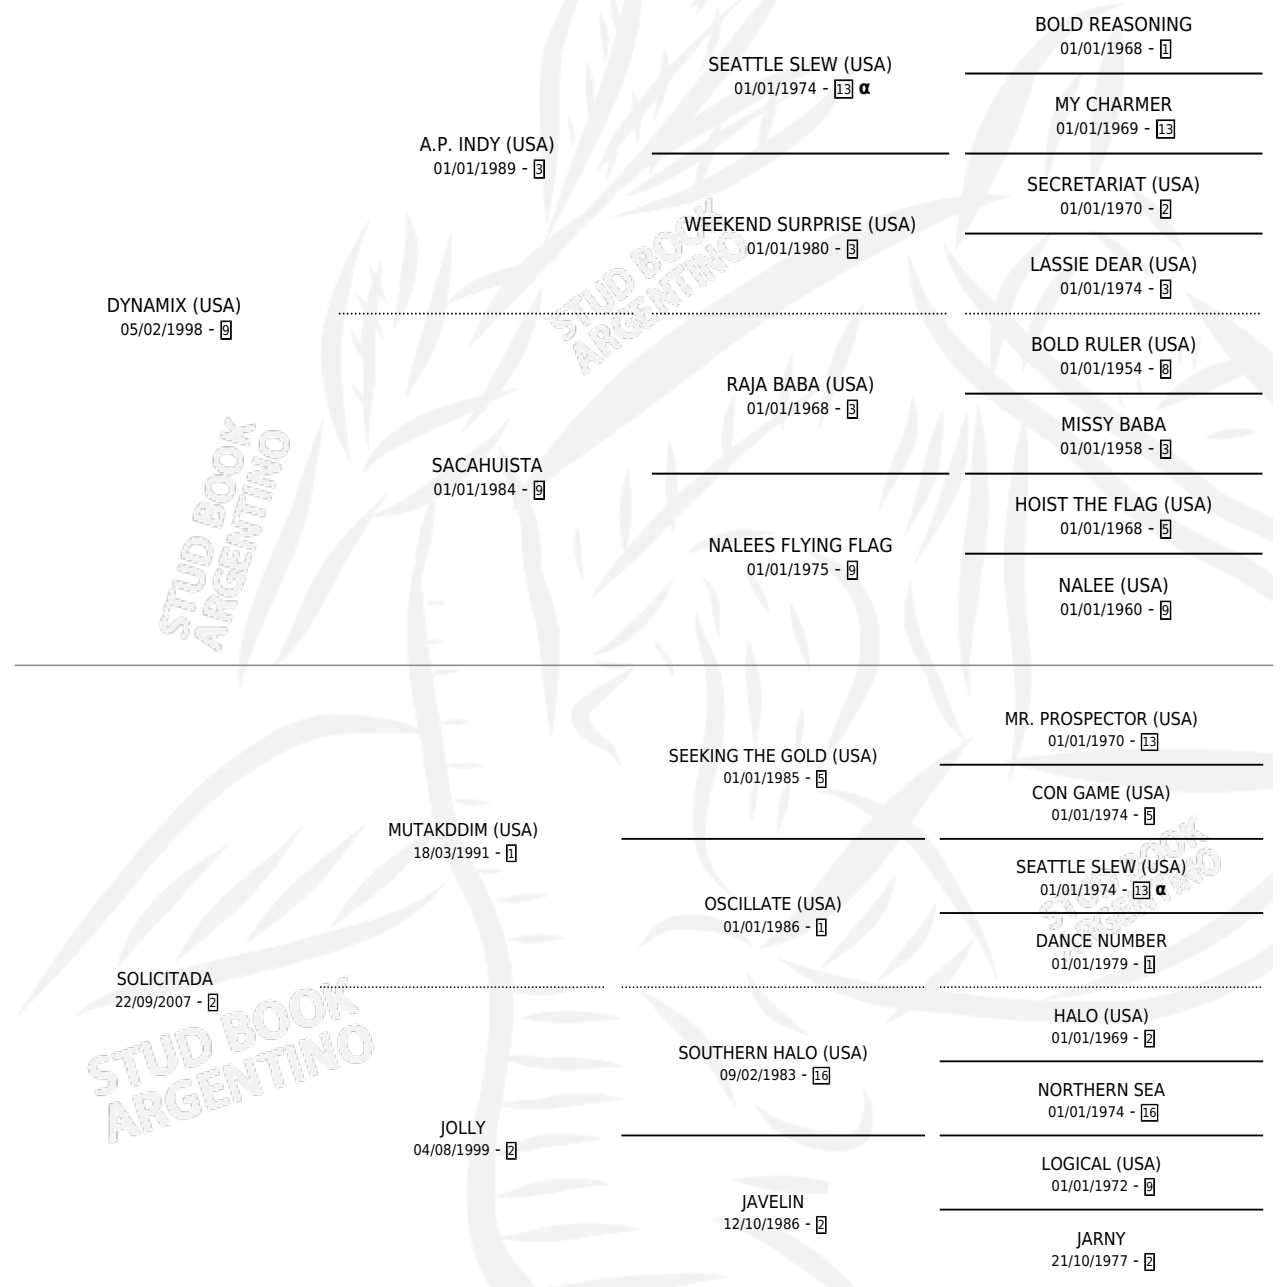 BOLD REASONING
01/01/1968 - 1
SEATTLE SLEW (USA)
01/01/1974 - 13 α
MY CHARMER
01/01/1969 - 13
A.P. INDY (USA)
01/01/1989 - 3
SECRETARIAT (USA)
01/01/1970 - 2
WEEKEND SURPRISE (USA)
01/01/1980 - 3
LASSIE DEAR (USA)
01/01/1974 - 3
DYNAMIX (USA)
05/02/1998 - 9
STUD BOOK
ARGENTINO
BOLD RULER (USA)
01/01/1954 - 8
RAJA BABA (USA)
01/01/1968 - 3
MISSY BABA
01/01/1958 - 3
SACAHUISTA
01/01/1984 - 9
STUD BOOK
ARGENTINO
HOIST THE FLAG (USA)
01/01/1968 - 5
NALEES FLYING FLAG
01/01/1975 - 9
NALEE (USA)
01/01/1960 - 9
MR. PROSPECTOR (USA)
01/01/1970 - 13
SEEKING THE GOLD (USA)
01/01/1985 - 5
CON GAME (USA)
01/01/1974 - 5
MUTAKDDIM (USA)
18/03/1991 - 1
SEATTLE SLEW (USA)
01/01/1974 - 13 α
STUD BOOK
ARGENTINO
OSCILLATE (USA)
01/01/1986 - 1
DANCE NUMBER
01/01/1979 - 1
SOLICITADA
22/09/2007 - 2
STUD BOOK
ARGENTINO
HALO (USA)
01/01/1969 - 2
SOUTHERN HALO (USA)
09/02/1983 - 16
NORTHERN SEA
01/01/1974 - 16
JOLLY
04/08/1999 - 2
LOGICAL (USA)
01/01/1972 - 9
JAVELIN
12/10/1986 - 2
JARNY
21/10/1977 - 2